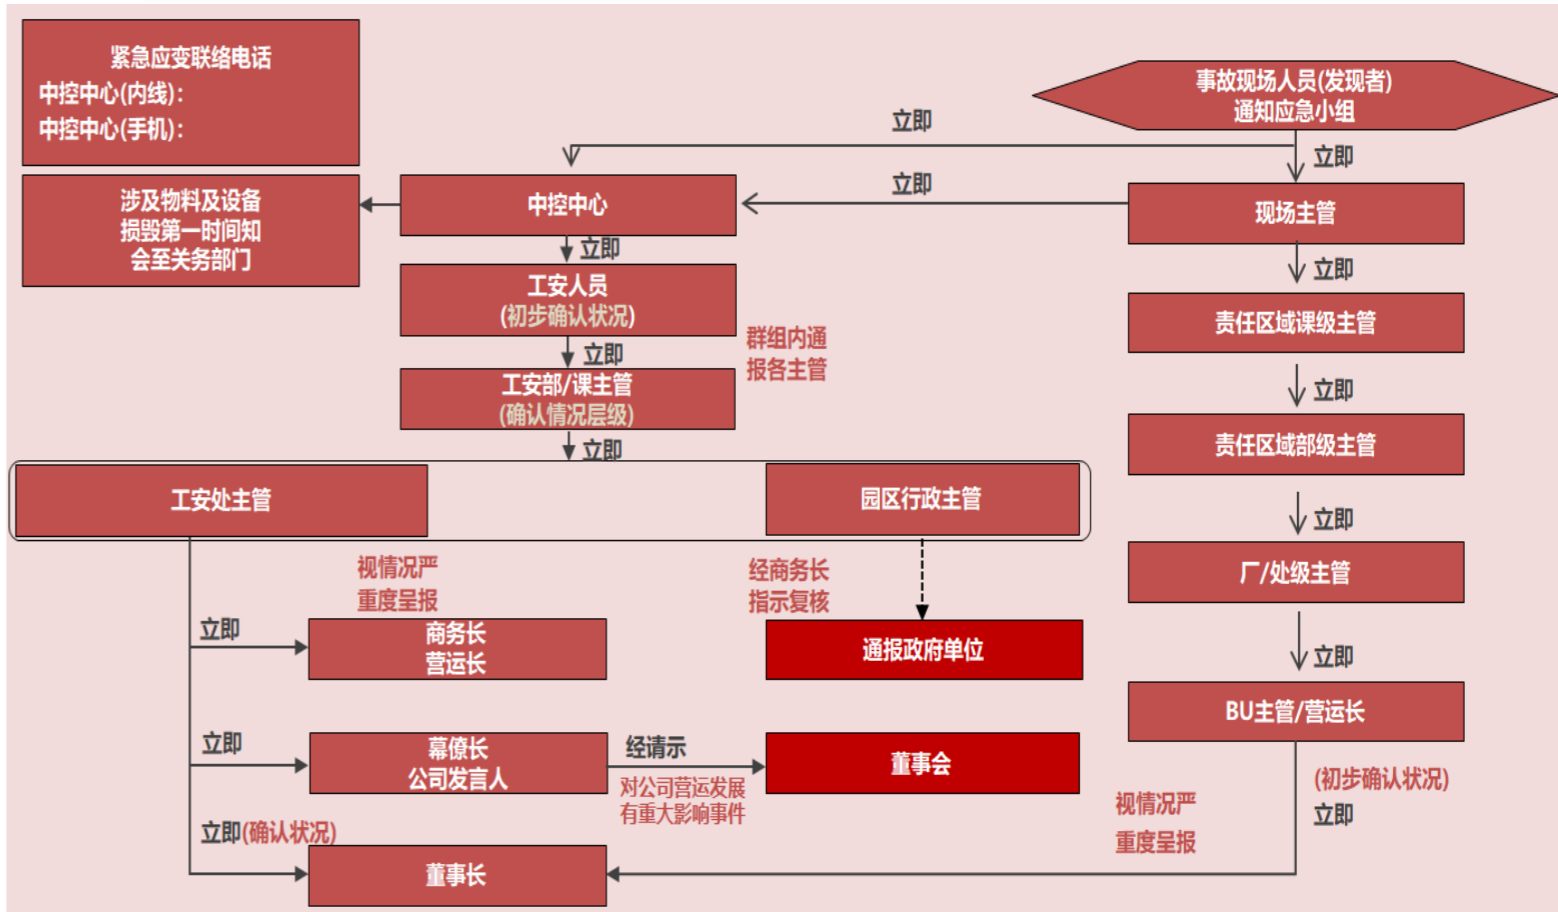 紧急应变联络电话
中控中心(内线):
中控中心(手机):
事故现场人员(发现者)
通知应急小组
立即
立即
涉及物料及设备
损毁第一时间知
会至关务部门
中控中心
立即
现场主管
立即
立即
工安人员
(初步确认状况)
责任区域课级主管
群组内通
报各主管
立即
工安部/课主管
(确认情况层级)
立即
立即
责任区域部级主管
工安处主管
园区行政主管
立即
视情况严
重度呈报
经商务长
指示复核
厂/处级主管
立即
商务长
营运长
通报政府单位
立即
BU主管/营运长
立即
幕僚长
公司发言人
经请示
对公司营运发展
有重大影响事件
董事会
(初步确认状况)
立即
视情况严
重度呈报
立即(确认状况)
董事长